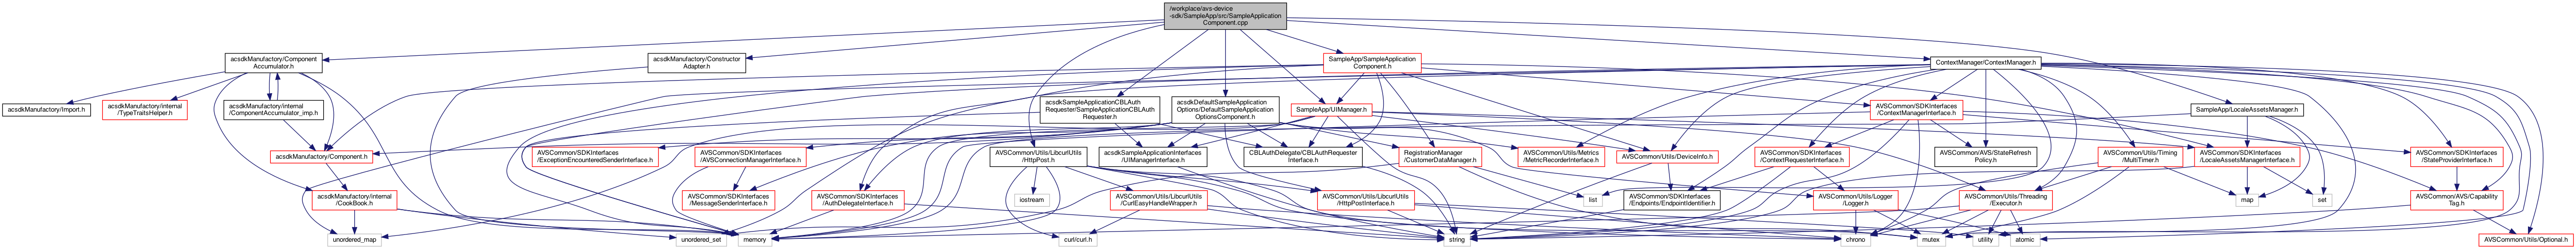 /workplace/avs-device
-sdk/SampleApp/src/SampleApplication
Component.cpp
acsdkManufactory/Component
Accumulator.h
acsdkManufactory/Constructor
Adapter.h
SampleApp/SampleApplication
Component.h
ContextManager/ContextManager.h
acsdkManufactory/Import.h
acsdkManufactory/internal
/TypeTraitsHelper.h
acsdkManufactory/internal
/ComponentAccumulator_imp.h
acsdkSampleApplicationCBLAuth
Requester/SampleApplicationCBLAuth
Requester.h
acsdkDefaultSampleApplication
Options/DefaultSampleApplication
OptionsComponent.h
SampleApp/UIManager.h
AVSCommon/SDKInterfaces
/ContextManagerInterface.h
SampleApp/LocaleAssetsManager.h
acsdkManufactory/Component.h
AVSCommon/SDKInterfaces
/ExceptionEncounteredSenderInterface.h
AVSCommon/SDKInterfaces
/AVSConnectionManagerInterface.h
AVSCommon/Utils/LibcurlUtils
/HttpPost.h
acsdkSampleApplicationInterfaces
/UIManagerInterface.h
CBLAuthDelegate/CBLAuthRequester
Interface.h
RegistrationManager
/CustomerDataManager.h
AVSCommon/Utils/Metrics
/MetricRecorderInterface.h
AVSCommon/Utils/DeviceInfo.h
AVSCommon/SDKInterfaces
/ContextRequesterInterface.h
AVSCommon/AVS/StateRefresh
Policy.h
AVSCommon/Utils/Timing
/MultiTimer.h
AVSCommon/SDKInterfaces
/LocaleAssetsManagerInterface.h
AVSCommon/SDKInterfaces
/StateProviderInterface.h
acsdkManufactory/internal
/CookBook.h
AVSCommon/SDKInterfaces
/MessageSenderInterface.h
AVSCommon/SDKInterfaces
/AuthDelegateInterface.h
iostream
AVSCommon/Utils/LibcurlUtils
/CurlEasyHandleWrapper.h
AVSCommon/Utils/LibcurlUtils
/HttpPostInterface.h
list
AVSCommon/SDKInterfaces
/Endpoints/EndpointIdentifier.h
AVSCommon/Utils/Logger
/Logger.h
AVSCommon/Utils/Threading
/Executor.h
map
set
AVSCommon/AVS/Capability
Tag.h
unordered_map
unordered_set
memory
curl/curl.h
string
chrono
mutex
utility
atomic
AVSCommon/Utils/Optional.h